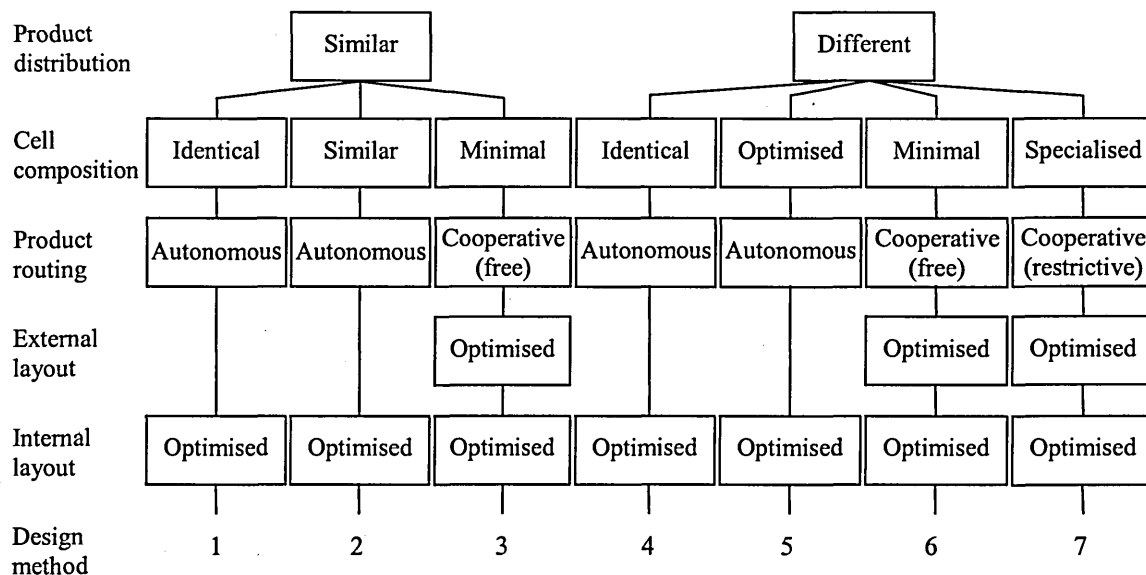 Product
distribution
Similar
Different
Cell
composition
Identical
Similar
Minimal
Identical
Optimised
Minimal
Specialised
Product
routing
Autonomous
Autonomous
Cooperative
(free)
Autonomous
Autonomous
Cooperative
(free)
Cooperative
(restrictive)
External
layout
Optimised
Optimised
Optimised
Internal
layout
Optimised
Optimised
Optimised
Optimised
Optimised
Optimised
Optimised
Design
method
1
2
3
4
5
6
7